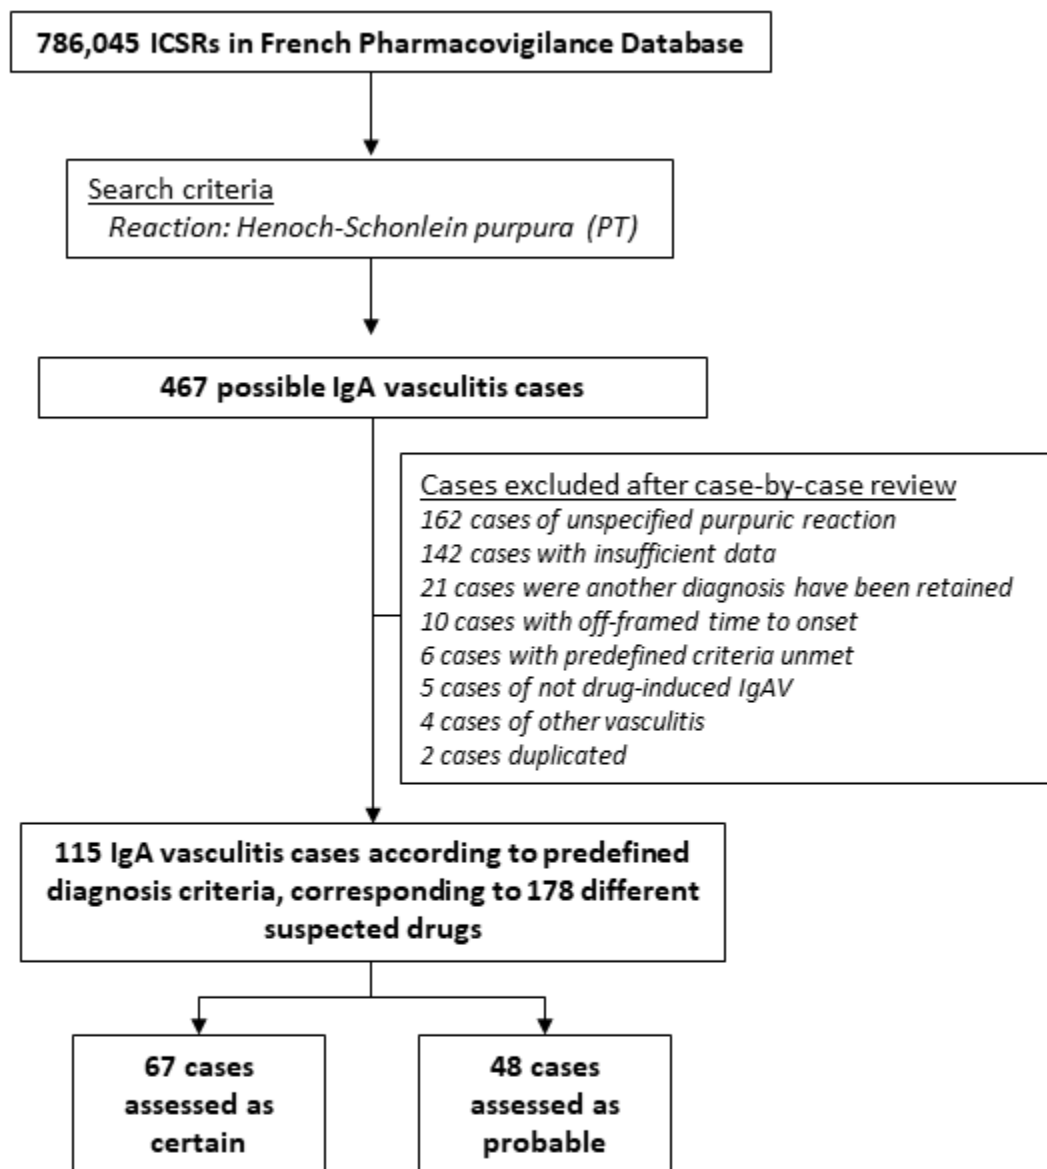 786,045 ICSRs in French Pharmacovigilance Database
Search criteria
Reaction: Henoch-Schonlein purpura (PT)
467 possible IgA vasculitis cases
Cases excluded after case-by-case review
162 cases of unspecified purpuric reaction
142 cases with insufficient data
21 cases were another diagnosis have been retained
10 cases with off-framed time to onset
6 cases with predefined criteria unmet
5 cases of not drug-induced IgAV
4 cases of other vasculitis
2 cases duplicated
115 IgA vasculitis cases according to predefined
diagnosis criteria, corresponding to 178 different
suspected drugs
67 cases
assessed as
certain
48 cases
assessed as
probable